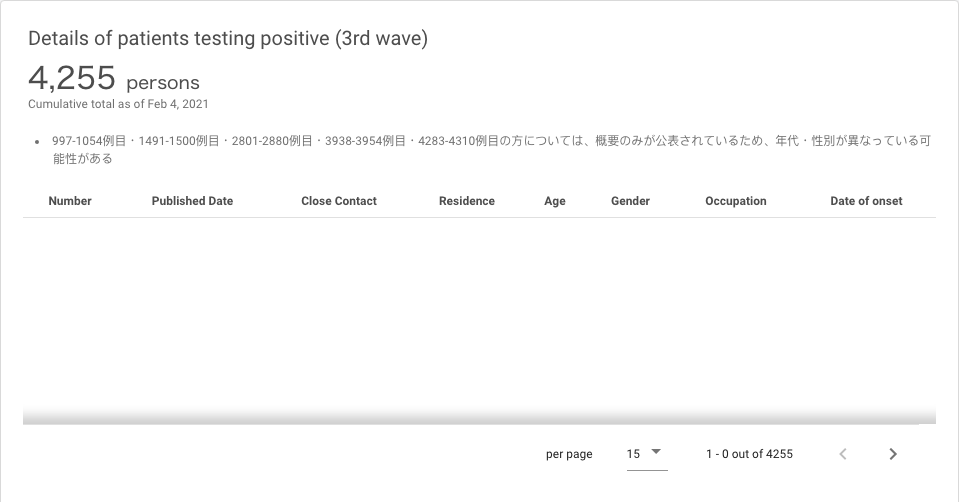 Details of patients testing positive (3rd wave)
4,255 persons
Cumulative total as of Feb 4, 2021
• 997-1054例目・1491-1500例目・2801-2880例目・3938-3954例目・4283-4310例目の方については、概要のみが公表されているため、年代・性別が異なっている可
能性がある
Number Published Date Close Contact Residence Age Gender Occupation Date of onset
per page 15 1 - 0 out of 4255